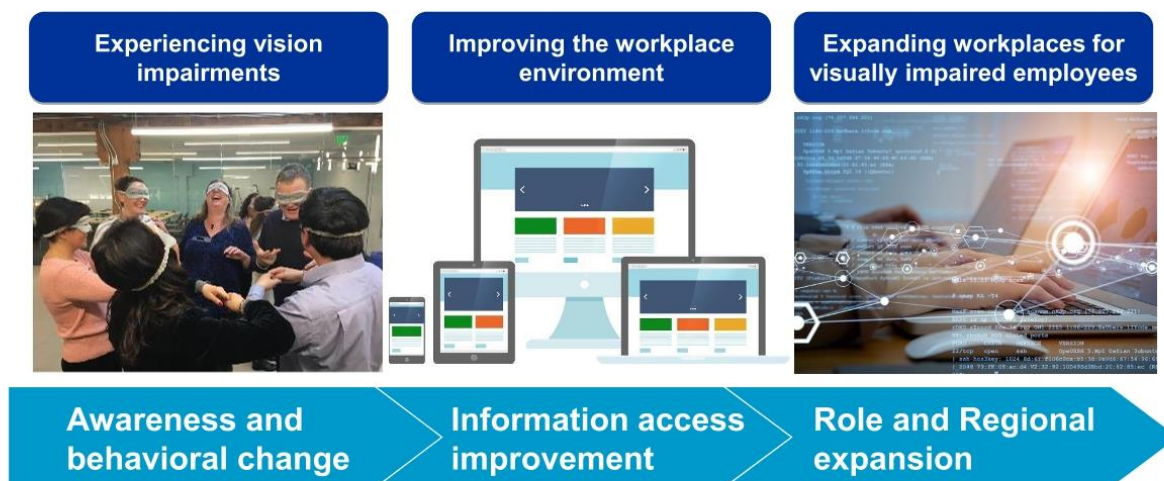 Experiencing vision
impairments
Improving the workplace
environment
Expanding workplaces for
visually impaired employees
Awareness and
behavioral change
Information access
improvement
Role and Regional
expansion